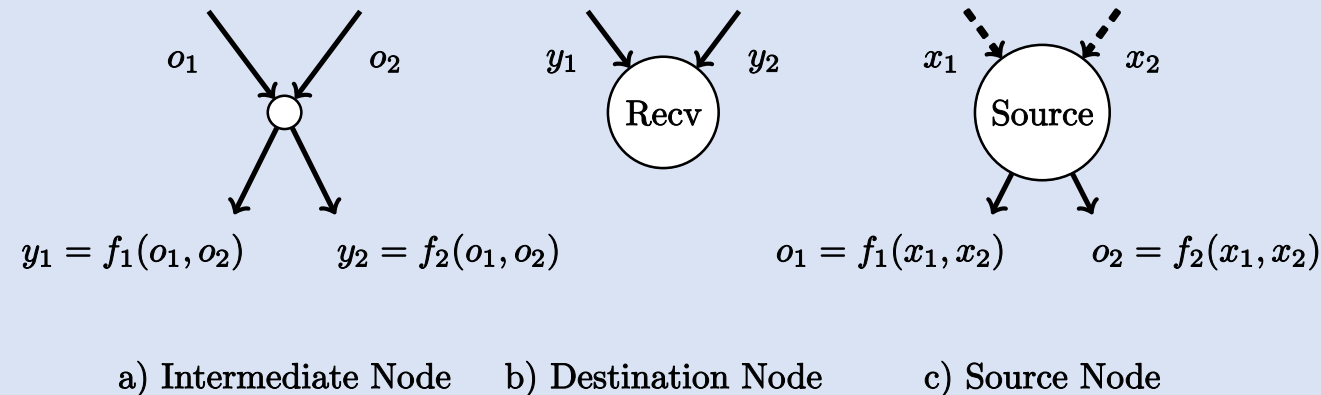 o₁ o₂ y₁ y₂ x₁ x₂
Recv Source
y₁ = f₁(o₁, o₂) y₂ = f₂(o₁, o₂) o₁ = f₁(x₁, x₂) o₂ = f₂(x₁, x₂)
a) Intermediate Node b) Destination Node c) Source Node